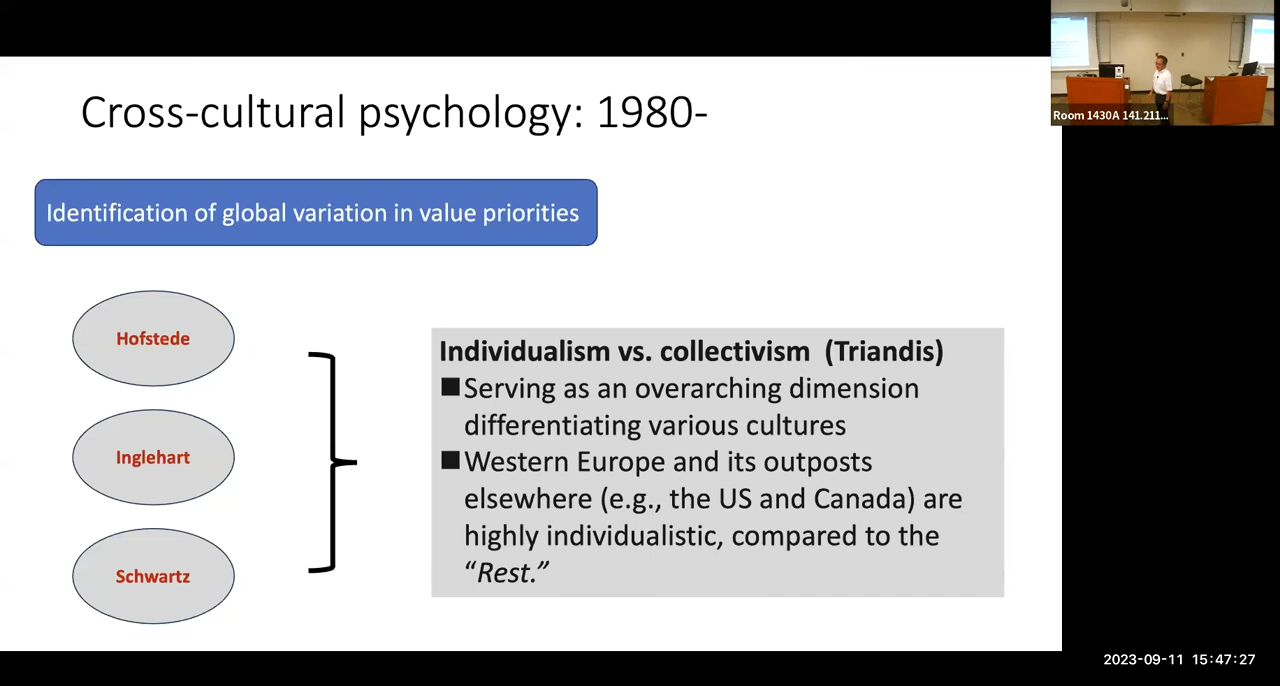 Cross-cultural psychology: 1980-
Room 1430A 141.211...
Identification of global variation in value priorities
Hofstede
Inglehart
Schwartz
Individualism vs. collectivism (Triandis)
■Serving as an overarching dimension
differentiating various cultures
■Western Europe and its outposts
elsewhere (e.g., the US and Canada) are
highly individualistic, compared to the
“Rest.”
2023-09-11 15:47:27